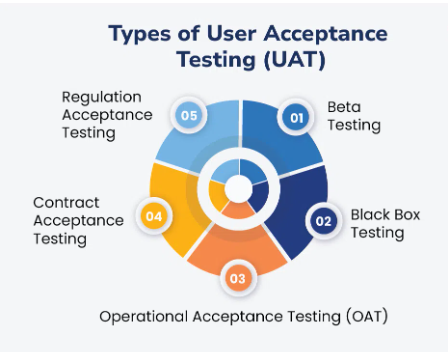 Types of User Acceptance
Testing (UAT)
01
Beta
Testing
02
Black Box
Testing
03
Operational Acceptance Testing (OAT)
04
Contract
Acceptance
Testing
05
Regulation
Acceptance
Testing